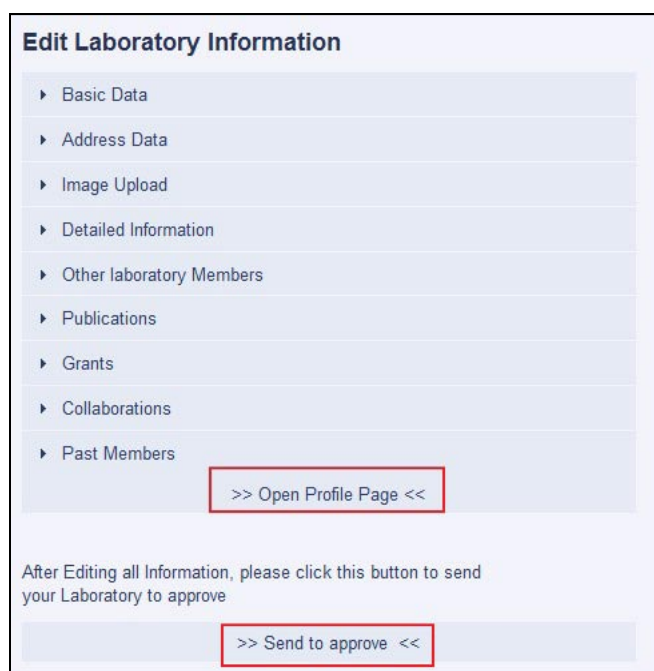 Edit Laboratory Information
Basic Data
Address Data
Image Upload
Detailed Information
Other laboratory Members
Publications
Grants
Collaborations
Past Members
>> Open Profile Page <<
After Editing all Information, please click this button to send
your Laboratory to approve
>> Send to approve <<